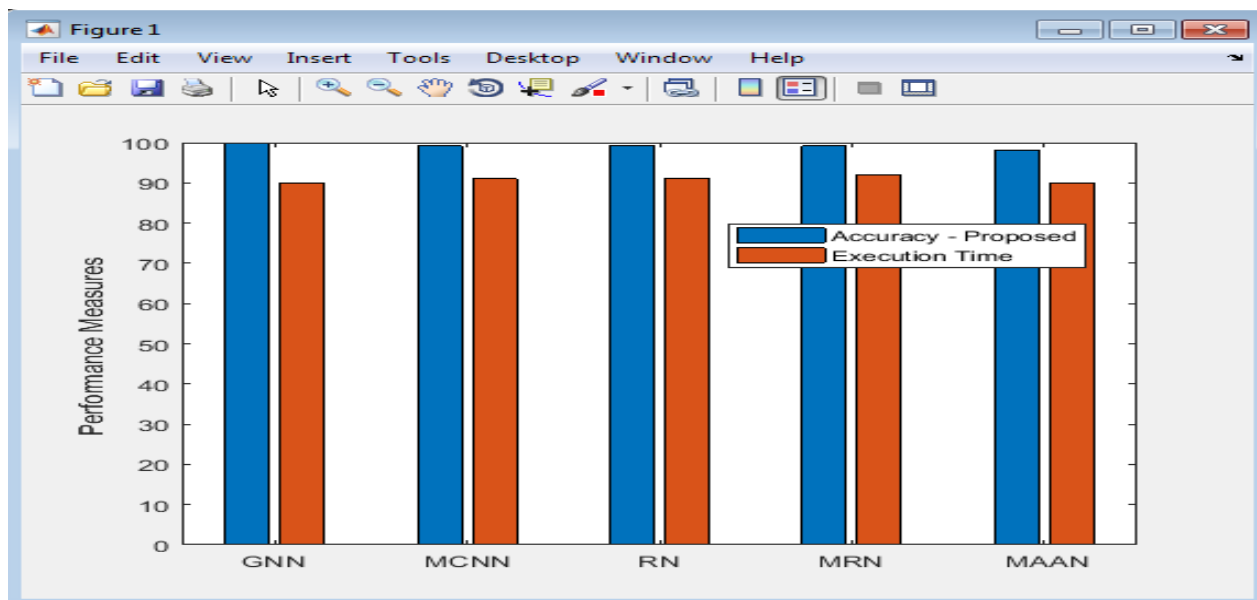 Figure 1
File Edit View Insert Tools Desktop Window Help
100
90
80
70
60
50
40
30
20
10
0
Performance Measures
Accuracy - Proposed
Execution Time
GNN MCNN RN MRN MAAN